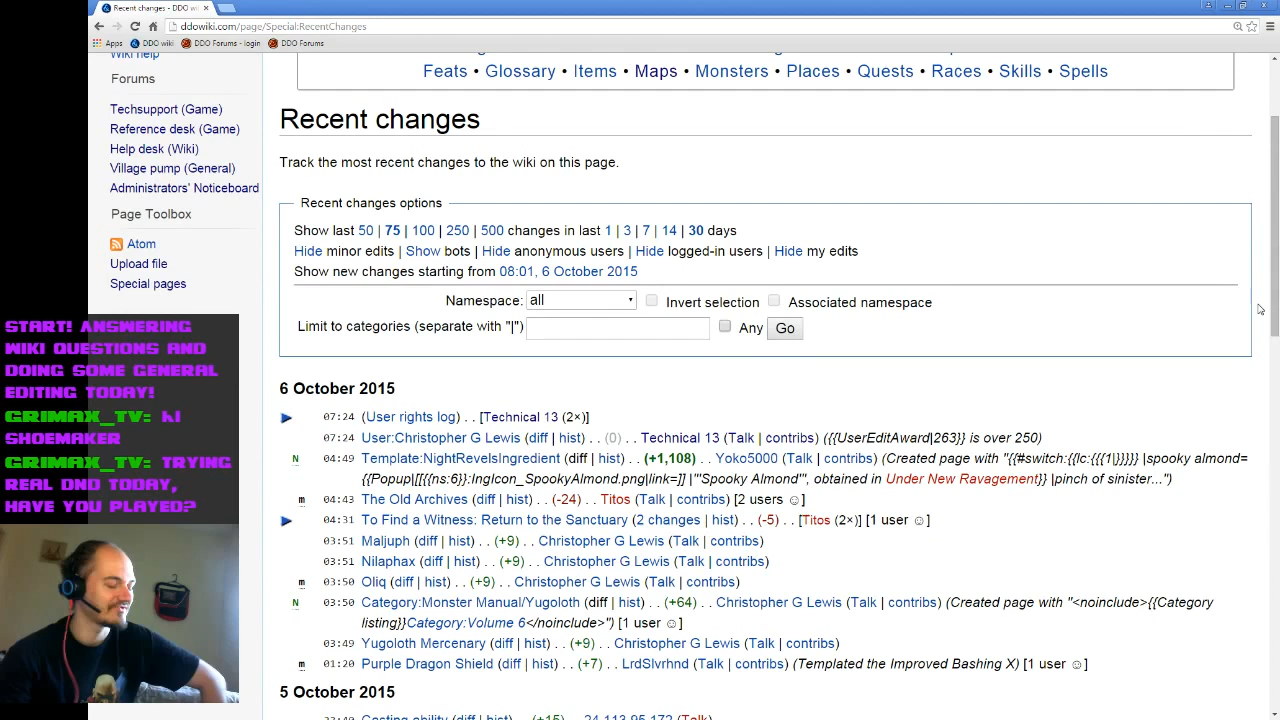 Recent changes - DDO wi
ddowiki.com/page/Special:RecentChanges
Apps DDO wiki DDO Forums - login DDO Forums
Wiki help
Forums
Techsupport (Game)
Reference desk (Game)
Help desk (Wiki)
Village pump (General)
Administrators' Noticeboard
Page Toolbox
Atom
Upload file
Special pages
START! ANSWERING
WIKI QUESTIONS AND
DOING SOME GENERAL
EDITING TODAY!
GRIMAX_TV: HI
SHOEMAKER
GRIMAX_TV: TRYING
REAL DND TODAY,
HAVE YOU PLAYED?
Feats • Glossary • Items • Maps • Monsters • Places • Quests • Races • Skills • Spells
Recent changes
Track the most recent changes to the wiki on this page.
Recent changes options
Show last 50 | 75 | 100 | 250 | 500 changes in last 1 | 3 | 7 | 14 | 30 days
Hide minor edits | Show bots | Hide anonymous users | Hide logged-in users | Hide my edits
Show new changes starting from 08:01, 6 October 2015
Namespace: all Invert selection Associated namespace
Limit to categories (separate with "|") Any Go
6 October 2015
07:24 (User rights log) . . [Technical 13 (2×)]
07:24 User:Christopher G Lewis (diff | hist) . . (0) . . Technical 13 (Talk | contribs) ({{UserEditAward|263}} is over 250)
N 04:49 Template:NightRevelsIngredient (diff | hist) . . (+1,108) . . Yoko5000 (Talk | contribs) (Created page with "{{#switch:{{lc:{{{1|}}}}} |spooky almond=
{{Popup|[[{{ns:6}}:IngIcon_SpookyAlmond.png|link=]] |'''Spooky Almond''', obtained in Under New Ravagement}} |pinch of sinister...")
m 04:43 The Old Archives (diff | hist) . . (-24) . . Titos (Talk | contribs) [2 users ☺]
04:31 To Find a Witness: Return to the Sanctuary (2 changes | hist) . . (-5) . . [Titos (2×)] [1 user ☺]
03:51 Maljuph (diff | hist) . . (+9) . . Christopher G Lewis (Talk | contribs)
03:51 Nilaphax (diff | hist) . . (+9) . . Christopher G Lewis (Talk | contribs)
m 03:50 Oliq (diff | hist) . . (+9) . . Christopher G Lewis (Talk | contribs)
N 03:50 Category:Monster Manual/Yugoloth (diff | hist) . . (+64) . . Christopher G Lewis (Talk | contribs) (Created page with "<noinclude>{{Category
listing}}Category:Volume 6</noinclude>") [1 user ☺]
03:49 Yugoloth Mercenary (diff | hist) . . (+9) . . Christopher G Lewis (Talk | contribs)
m 01:20 Purple Dragon Shield (diff | hist) . . (+7) . . LrdSlvrhnd (Talk | contribs) (Templated the Improved Bashing X) [1 user ☺]
5 October 2015
Casting ability (diff | hist) . . (+15) . . 24.113.95.172 (Talk)